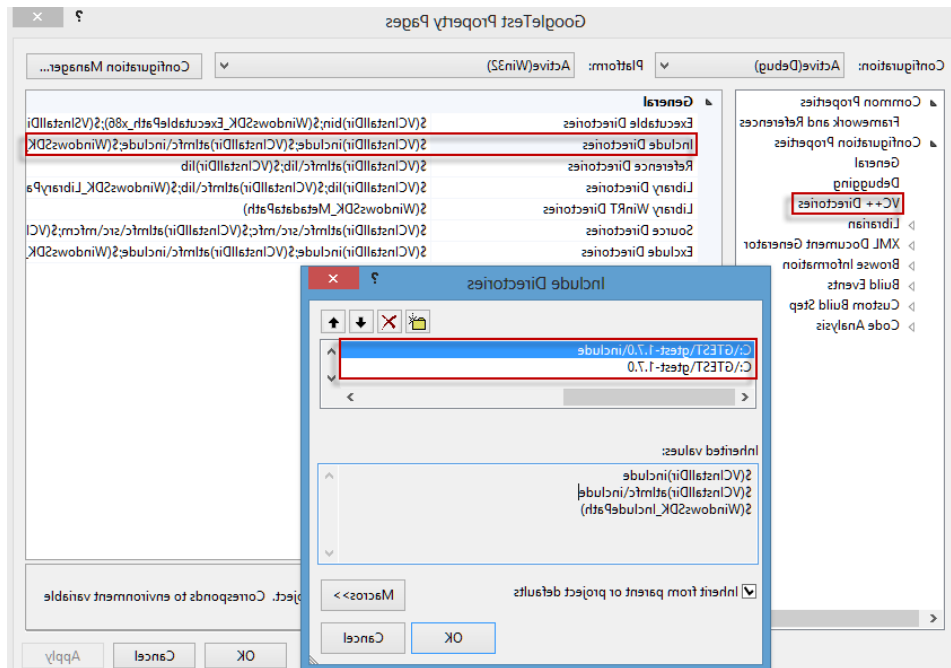 GoogleTest Property Pages
? ×
Configuration: Active(Debug) Platform: Active(Win32) Configuration Manager...
Common Properties
Framework and References
Configuration Properties
General
Debugging
VC++ Directories
Librarian
XML Document Generator
Browse Information
Build Events
Custom Build Step
Code Analysis
General
Executable Directories $(VCInstallDir)bin;$(WindowsSDK_ExecutablePath_x86);$(VSInstallDi
Include Directories $(VCInstallDir)include;$(VCInstallDir)atlmfc\include;$(WindowsSDK_
Reference Directories $(VCInstallDir)atlmfc\lib;$(VCInstallDir)lib
Library Directories $(VCInstallDir)lib;$(VCInstallDir)atlmfc\lib;$(WindowsSDK_LibraryPa
Library WinRT Directories $(WindowsSDK_MetadataPath)
Source Directories $(VCInstallDir)atlmfc\src\mfc;$(VCInstallDir)atlmfc\src\mfcm;$(VCI
Exclude Directories $(VCInstallDir)include;$(VCInstallDir)atlmfc\include;$(WindowsSDK_
Include Directories
? ×
C:\GTEST\gtest-1.7.0\include
C:\GTEST\gtest-1.7.0
Inherited values:
$(VCInstallDir)include
$(VCInstallDir)atlmfc\include
$(WindowsSDK_IncludePath)
Inherit from parent or project defaults
Macros>>
OK Cancel
oject. Corresponds to environment variable
OK Cancel Apply